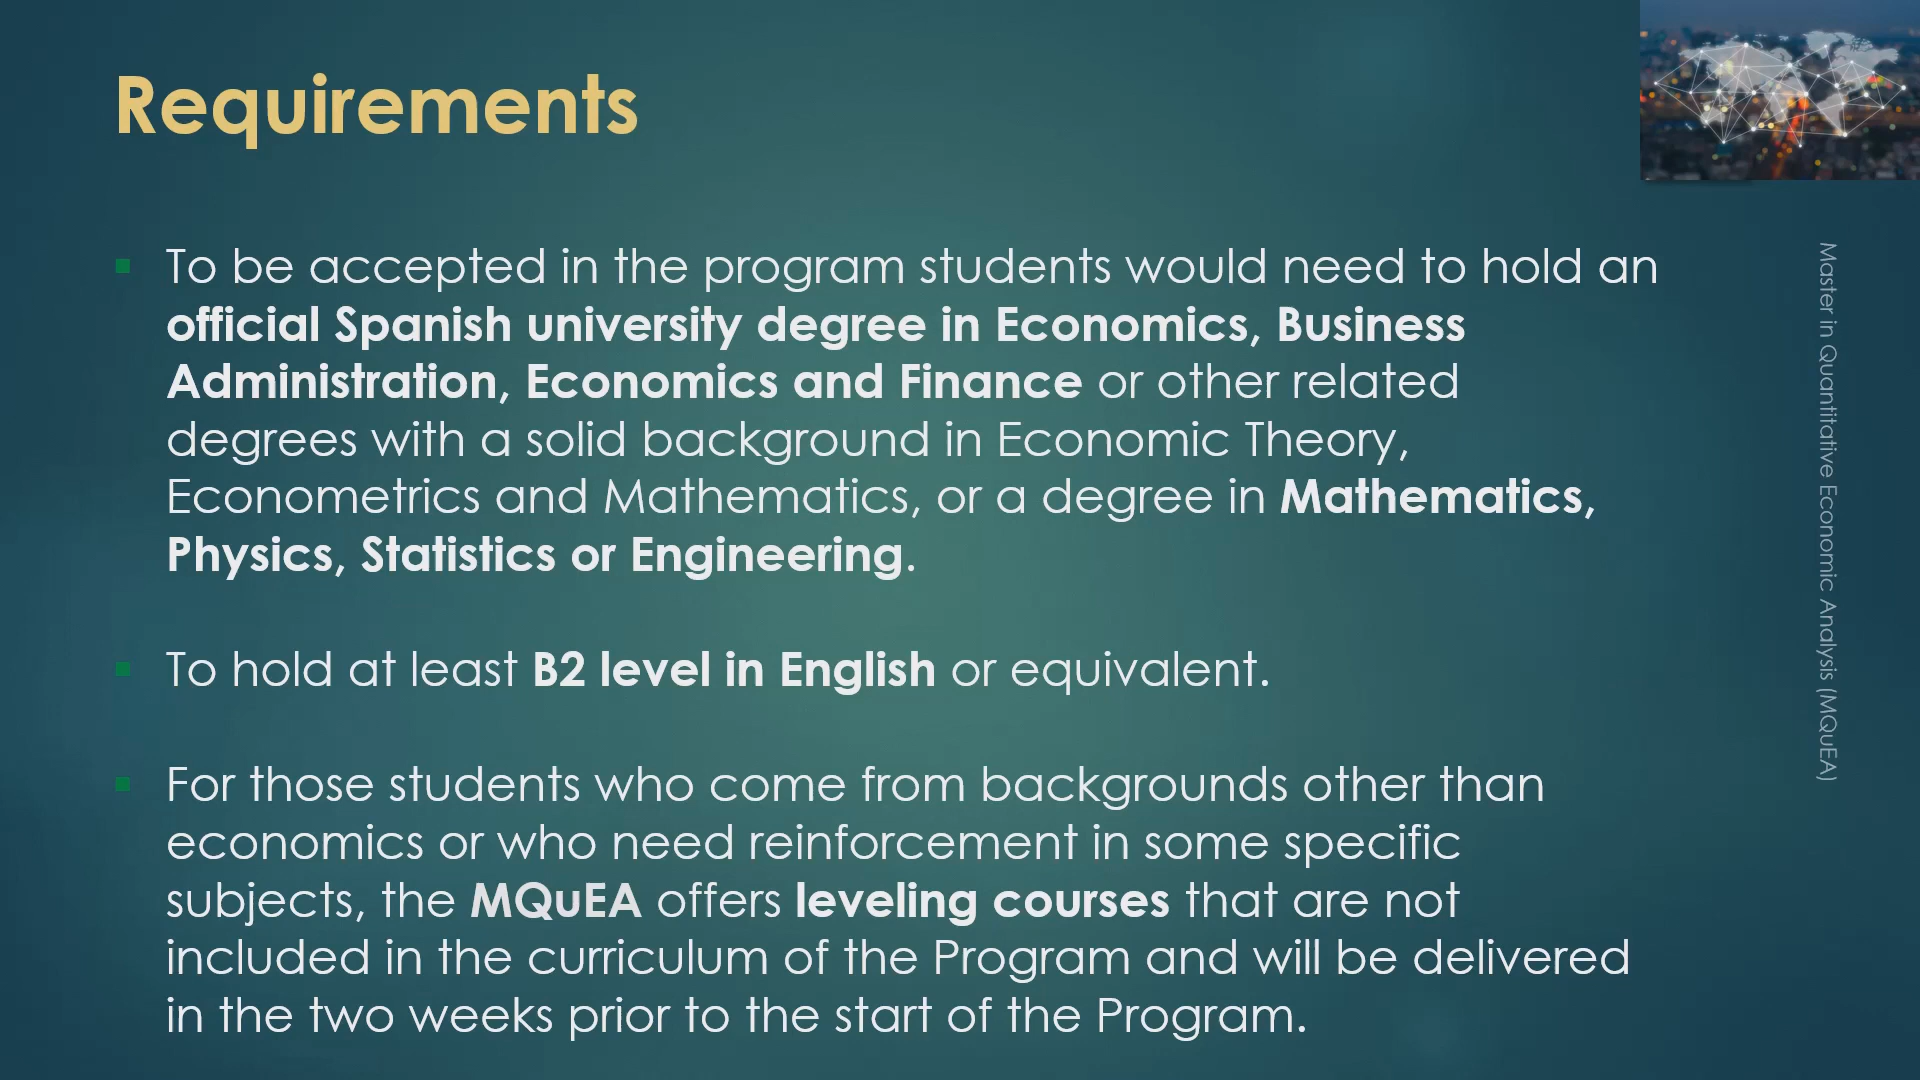 Requirements
To be accepted in the program students would need to hold an
official Spanish university degree in Economics, Business
Administration, Economics and Finance or other related
degrees with a solid background in Economic Theory,
Econometrics and Mathematics, or a degree in Mathematics,
Physics, Statistics or Engineering.
To hold at least B2 level in English or equivalent.
For those students who come from backgrounds other than
economics or who need reinforcement in some specific
subjects, the MQuEA offers leveling courses that are not
included in the curriculum of the Program and will be delivered
in the two weeks prior to the start of the Program.
Master in Quantitative Economic Analysis (MQuEA)